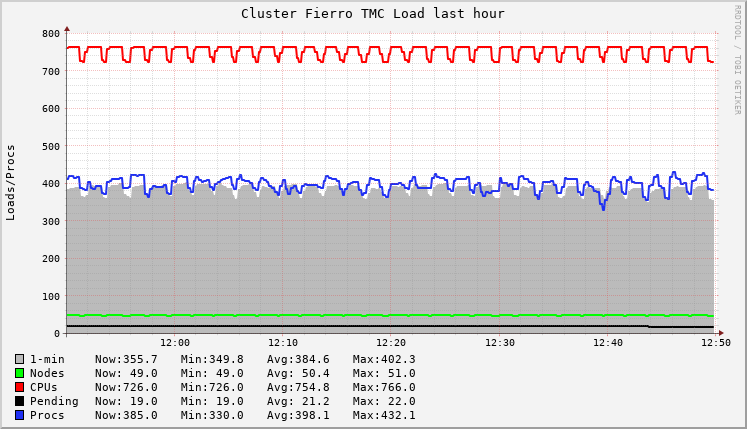 Cluster Fierro TMC Load last hour
RRDTOOL / TOBI OETIKER
Loads/Procs
800
700
600
500
400
300
200
100
0
12:00 12:10 12:20 12:30 12:40 12:50
1-min Now:355.7 Min:349.8 Avg:384.6 Max:402.3
Nodes Now: 49.0 Min: 49.0 Avg: 50.4 Max: 51.0
CPUs Now:726.0 Min:726.0 Avg:754.8 Max:766.0
Pending Now: 19.0 Min: 19.0 Avg: 21.2 Max: 22.0
Procs Now:385.0 Min:330.0 Avg:398.1 Max:432.1